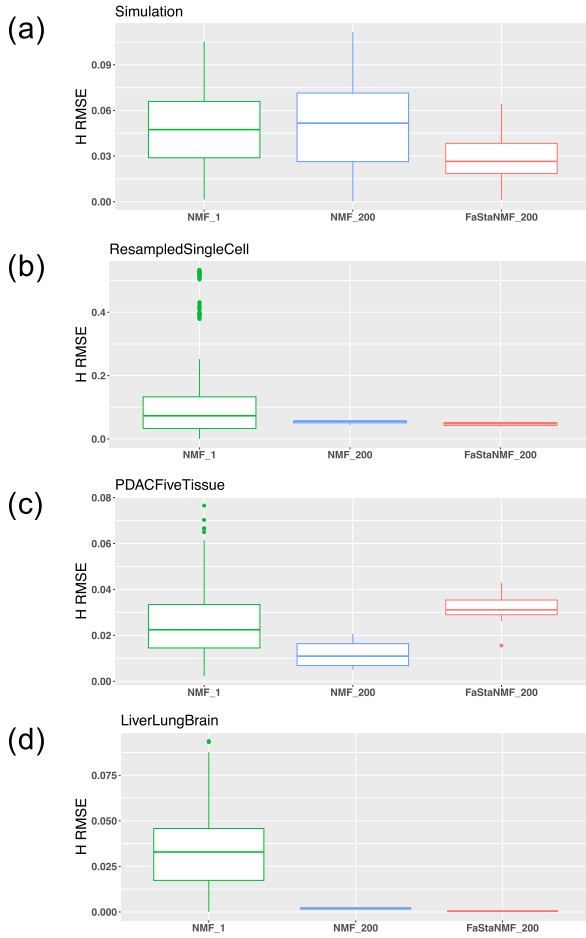 (a)
Simulation
H RMSE
0.09
0.06
0.03
0.00
NMF_1 NMF_200 FaStaNMF_200
(b)
ResampledSingleCell
H RMSE
0.4
0.2
0.0
NMF_1 NMF_200 FaStaNMF_200
(c)
PDACFiveTissue
H RMSE
0.08
0.06
0.04
0.02
0.00
NMF_1 NMF_200 FaStaNMF_200
(d)
LiverLungBrain
H RMSE
0.075
0.050
0.025
0.000
NMF_1 NMF_200 FaStaNMF_200